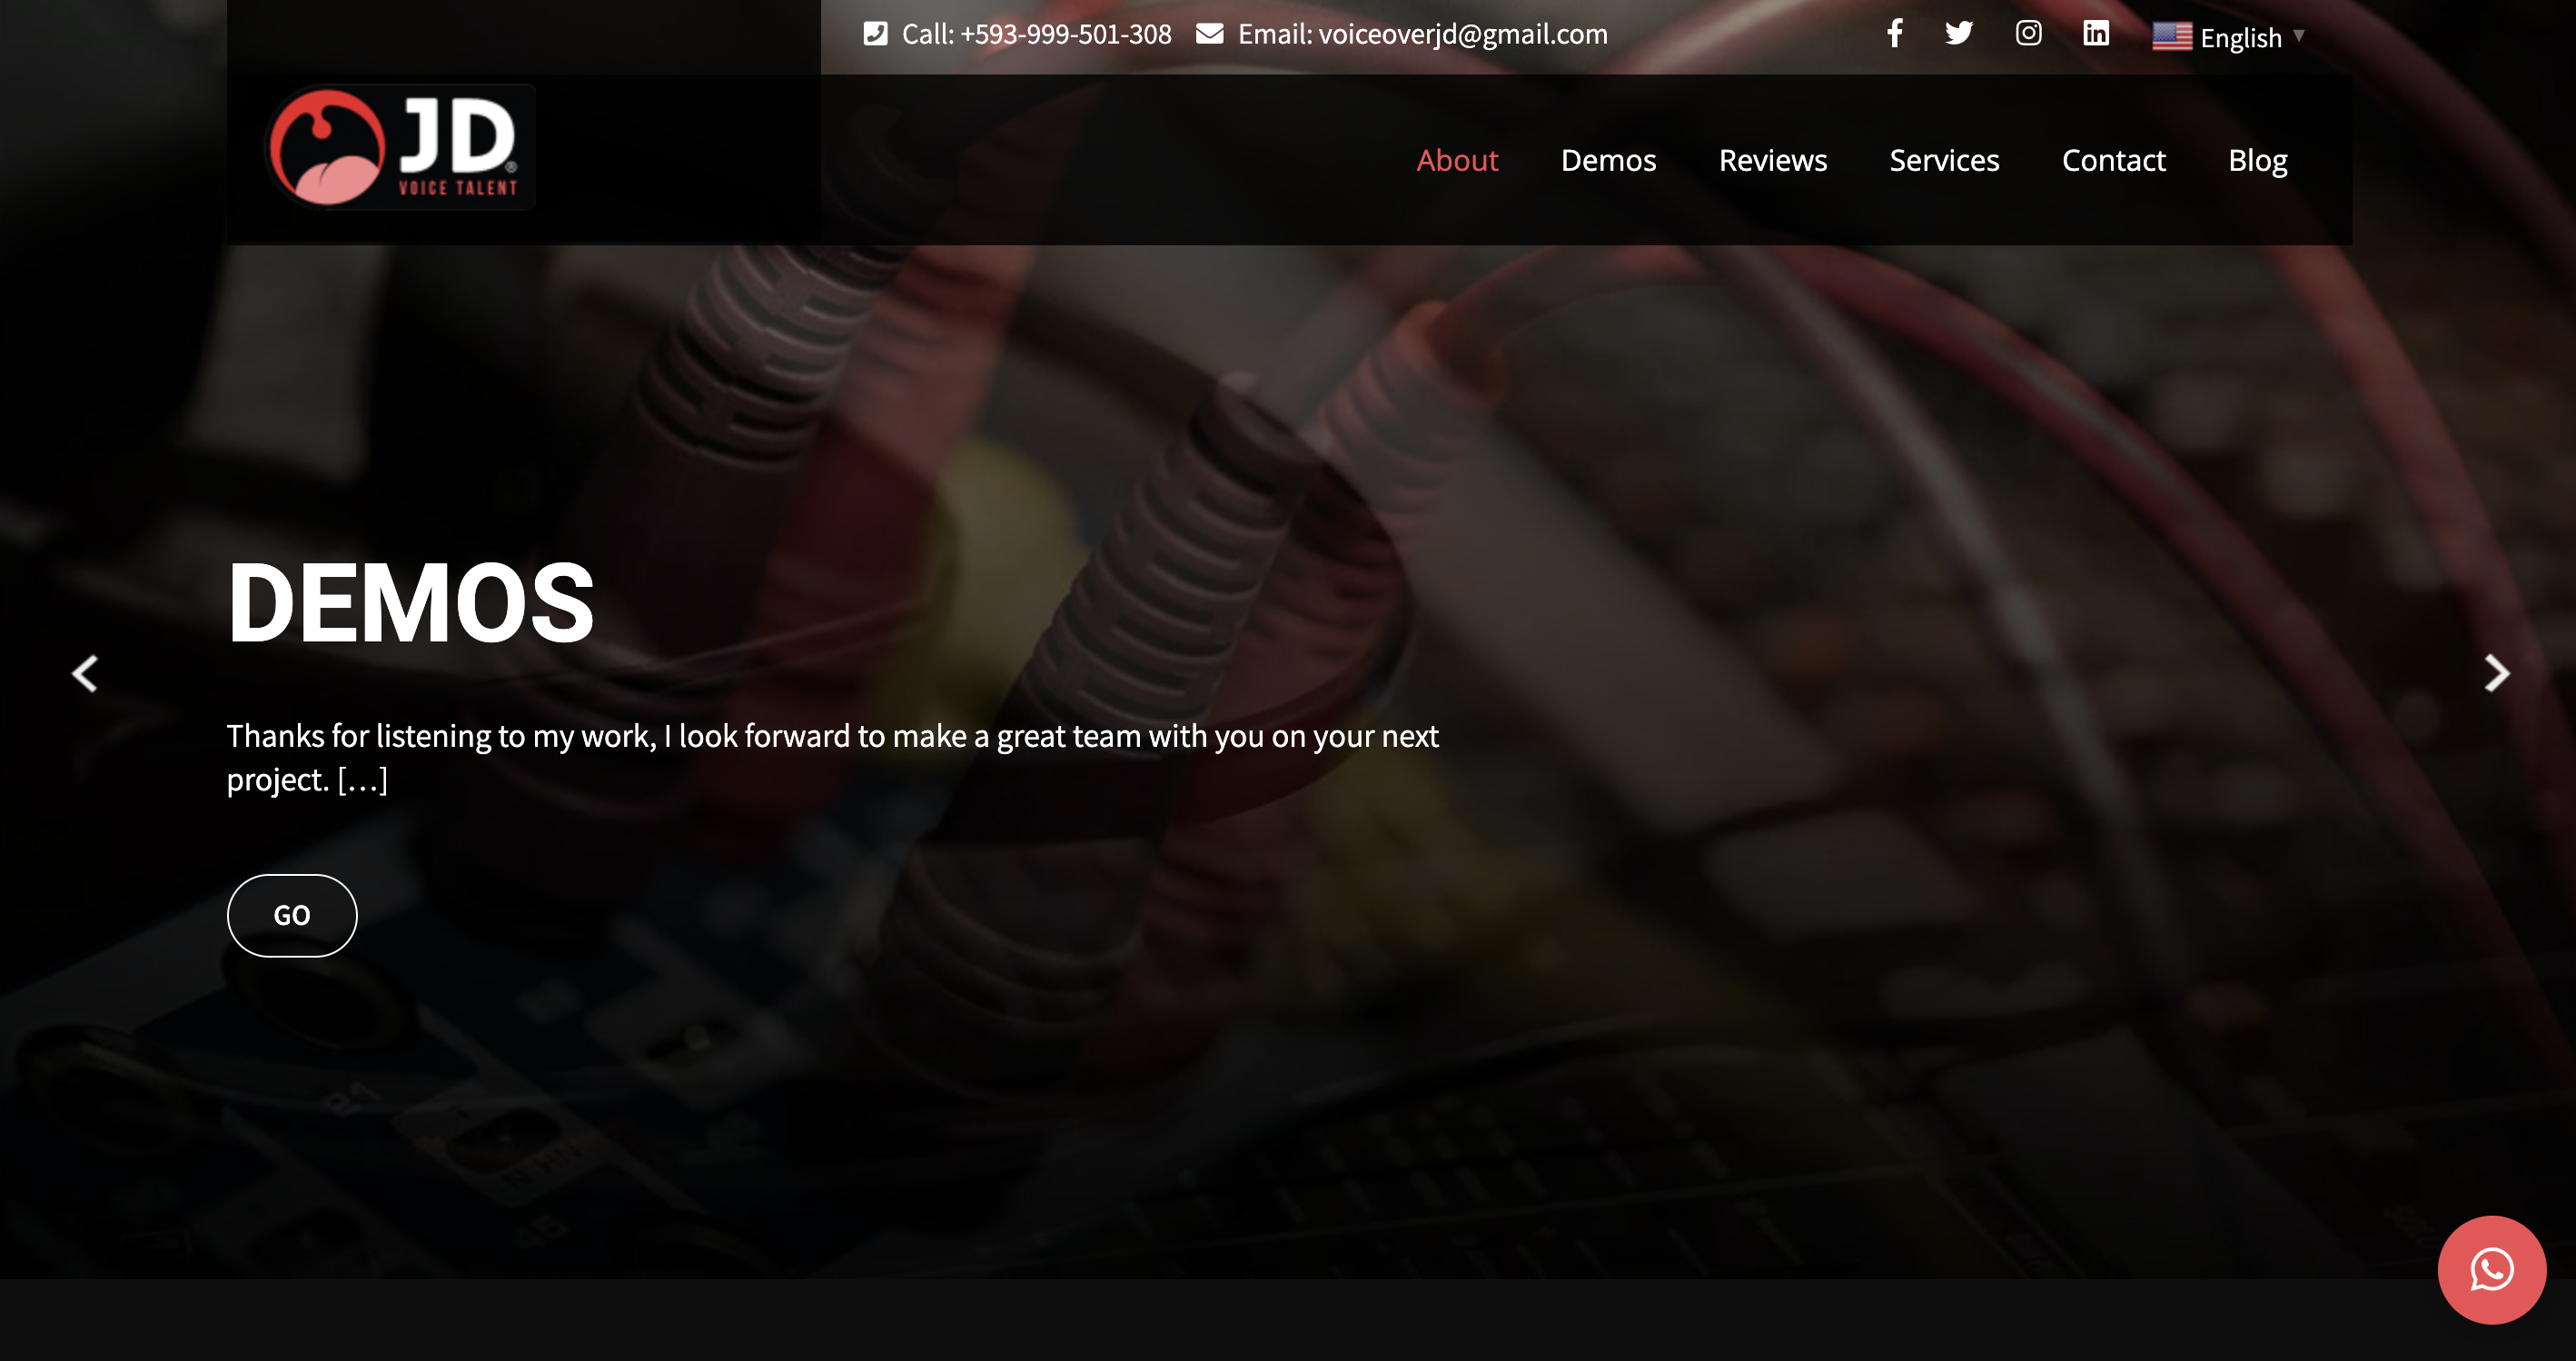 Call: +593-999-501-308 Email: voiceoverjd@gmail.com English
JD®
VOICE TALENT
About Demos Reviews Services Contact Blog
DEMOS
Thanks for listening to my work, I look forward to make a great team with you on your next
project. […]
GO